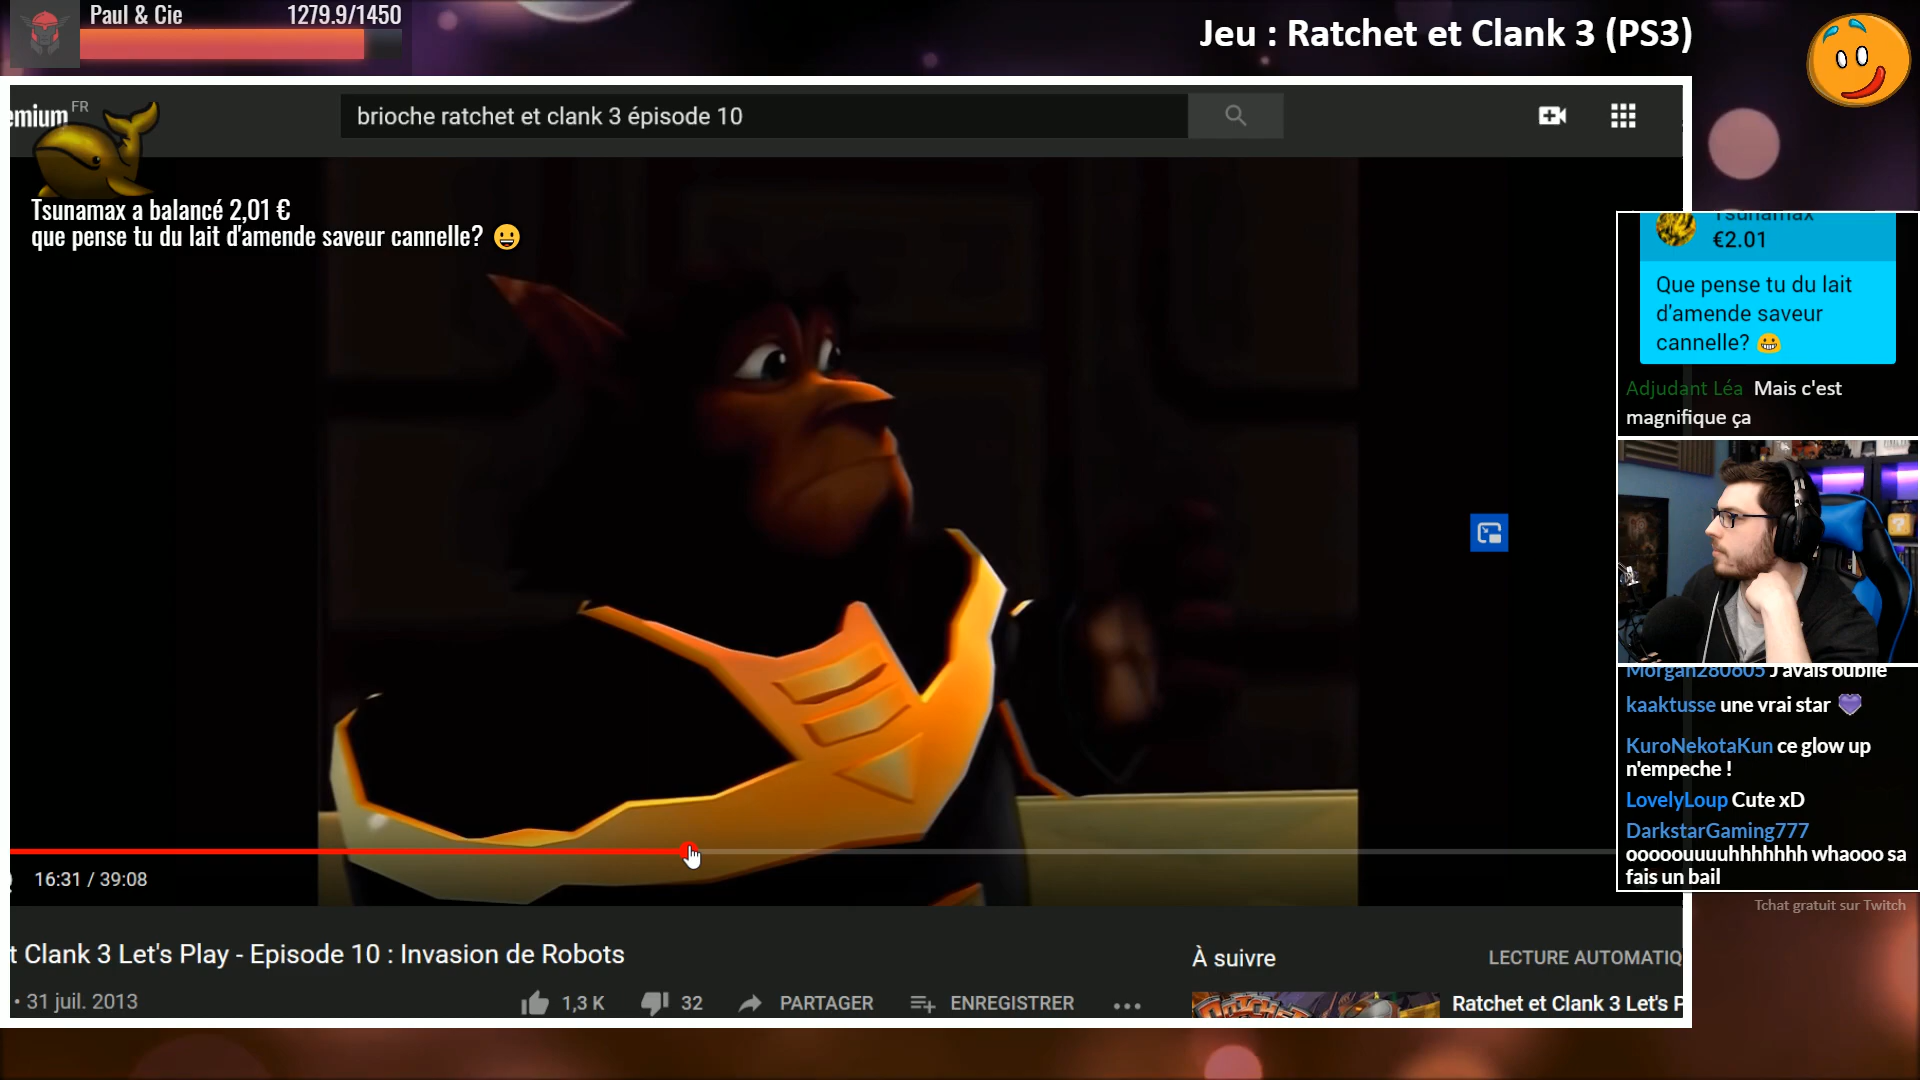 Paul & Cie
1279.9/1450
Jeu : Ratchet et Clank 3 (PS3)
emium FR
brioche ratchet et clank 3 épisode 10
Tsunamax a balancé 2,01 €
que pense tu du lait d'amende saveur cannelle? 😀
Tsunamax
€2.01
Que pense tu du lait
d'amende saveur
cannelle? 😀
Adjudant Léa Mais c'est
magnifique ça
Morgan280605 J'avais oublié
kaaktusse une vrai star 💜
KuroNekotaKun ce glow up
n'empeche !
LovelyLoup Cute xD
DarkstarGaming777
ooooouuuuhhhhhhh whaooo sa
fais un bail
Tchat gratuit sur Twitch
16:31 / 39:08
t Clank 3 Let's Play - Episode 10 : Invasion de Robots
• 31 juil. 2013
1,3 K
32
PARTAGER
ENREGISTRER
À suivre
LECTURE AUTOMATIQ
Ratchet et Clank 3 Let's P